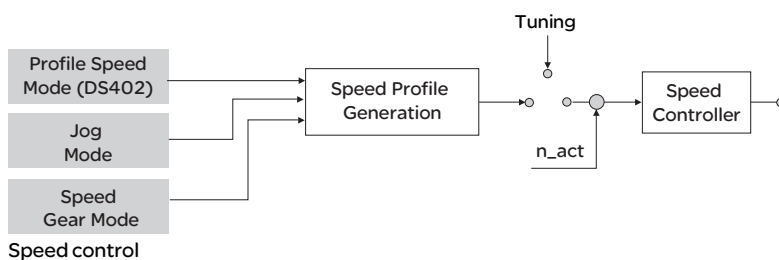 Tuning
Profile Speed
Mode (DS402)
Speed Profile
Generation
Speed
Controller
Jog
Mode
n_act
Speed
Gear Mode
Speed control